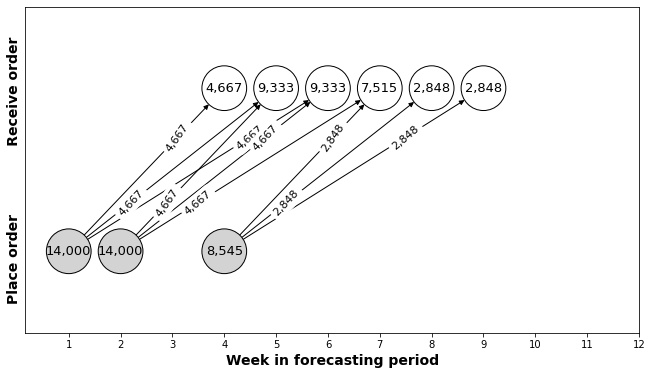 Receive order
4,667 9,333 9,333 7,515 2,848 2,848
4,667 4,667 4,667 2,848 2,848
4,667 4,667 4,667 2,848
Place order
14,000 14,000 8,545
1 2 3 4 5 6 7 8 9 10 11 12
Week in forecasting period